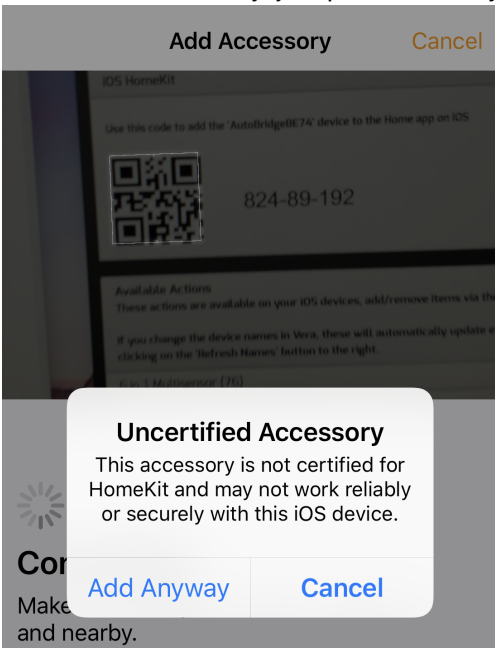 Add Accessory
Cancel
iOS HomeKit
Use this code to add the 'AutoBridgeBE74' device to the Home app on iOS
824-89-192
Available Actions
These actions are available on your iOS devices, add/remove items via
If you change the device names in Vera, these will automatically update
clicking on the 'Refresh Names' button to the right.
6 in 1 Multisensor (76)
Uncertified Accessory
This accessory is not certified for
HomeKit and may not work reliably
or securely with this iOS device.
Add Anyway
Cancel
Make
and nearby.